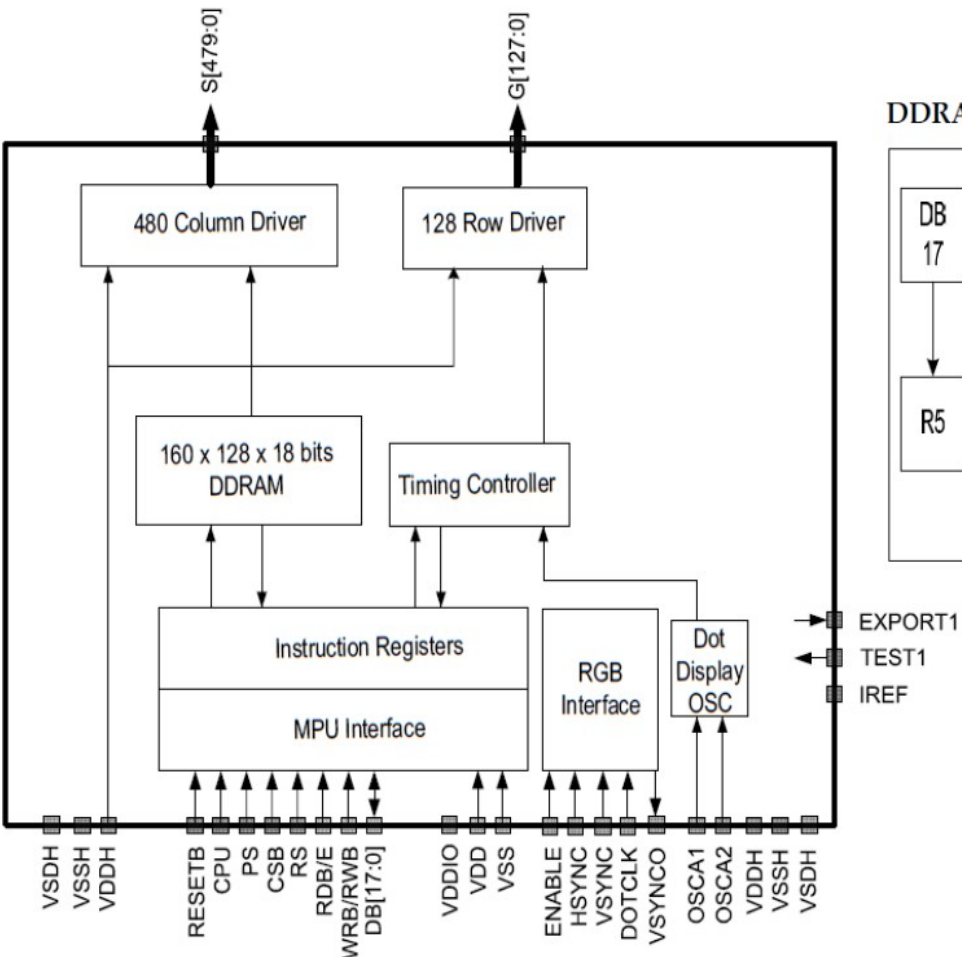 S[479:0]
G[127:0]
DDRA
480 Column Driver
128 Row Driver
DB
17
R5
160 x 128 x 18 bits
DDRAM
Timing Controller
Instruction Registers
MPU Interface
RGB
Interface
Dot
Display
OSC
EXPORT1
TEST1
IREF
VSDH
VSSH
VDDH
RESETB
CPU
PS
CSB
RS
RDB/E
WRB/RWB
DB[17:0]
VDDIO
VDD
VSS
ENABLE
HSYNC
VSYNC
DOTCLK
VSYNCO
OSCA1
OSCA2
VDDH
VSSH
VSDH